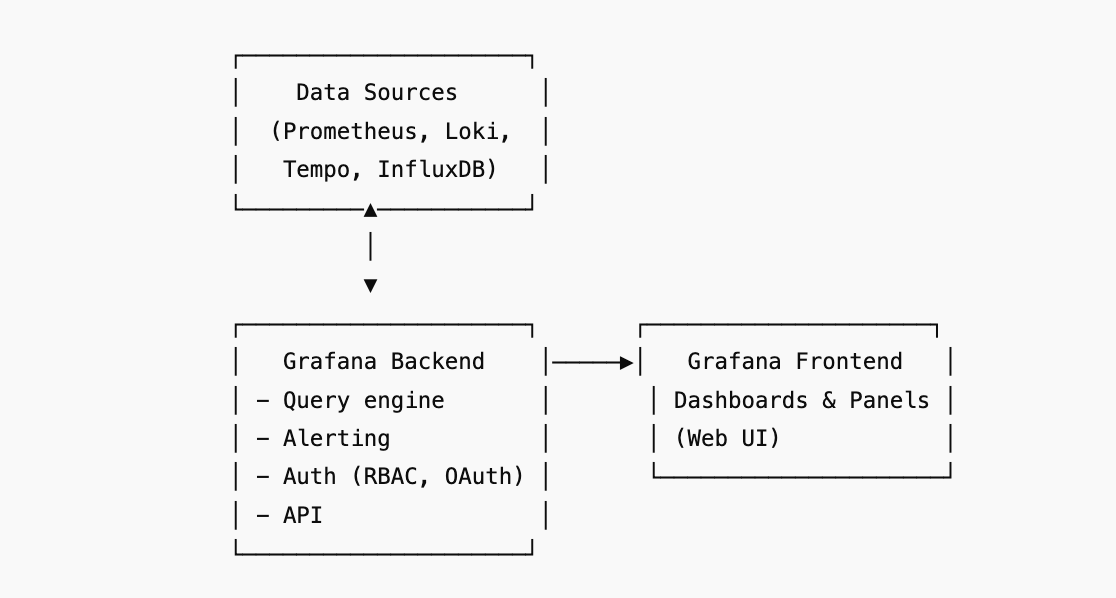 Data Sources
(Prometheus, Loki,
Tempo, InfluxDB)
Grafana Backend
– Query engine
– Alerting
– Auth (RBAC, OAuth)
– API
Grafana Frontend
Dashboards & Panels
(Web UI)